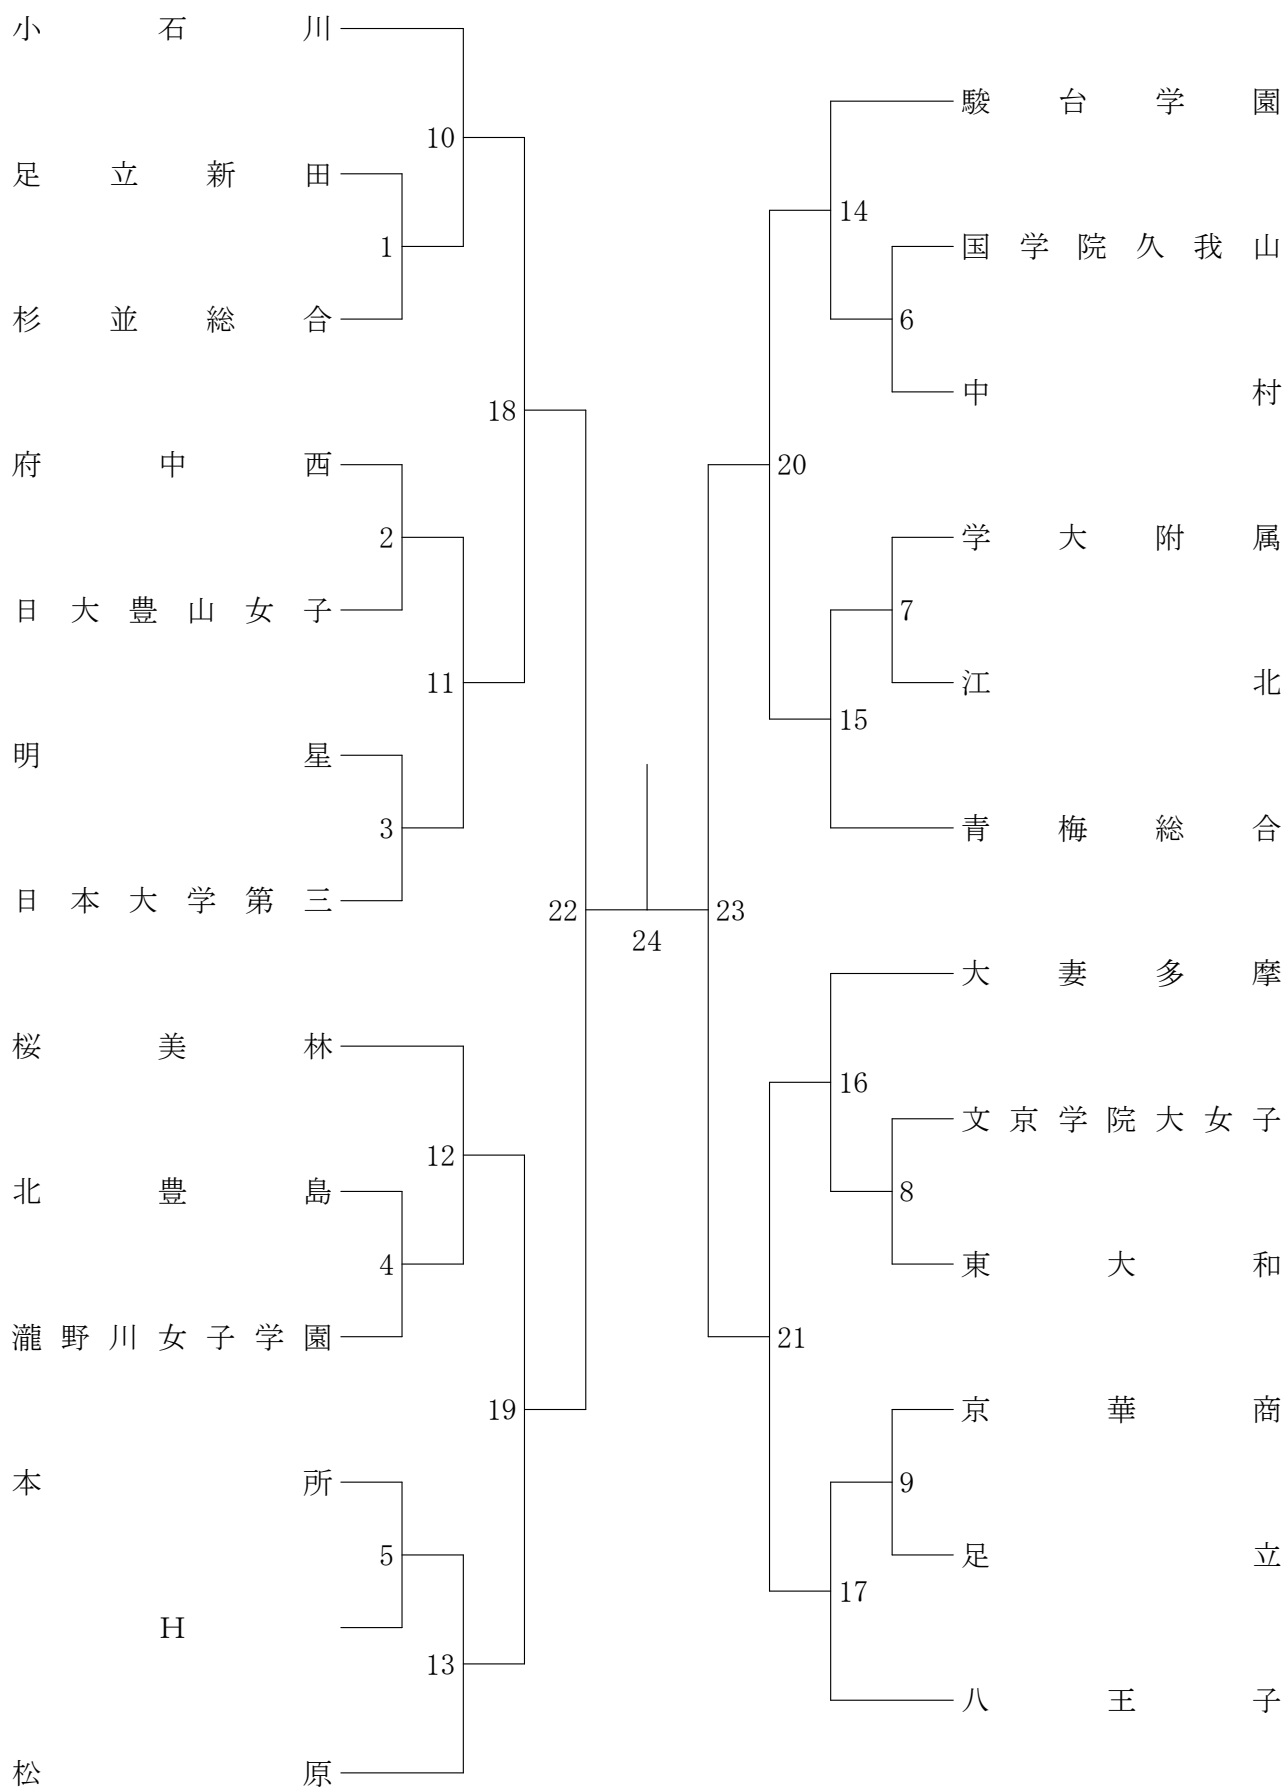 小石川
足立新田
杉並総合
府中西
日大豊山女子
明星
日本大学第三
桜美林
北豊島
瀧野川女子学園
本所
H
松原
1
2
3
4
5
10
11
12
13
18
19
22
24
23
20
21
14
15
16
17
6
7
8
9
駿台学園
国学院久我山
中村
学大附属
江北
青梅総合
大妻多摩
文京学院大女子
東大和
京華商
足立
八王子